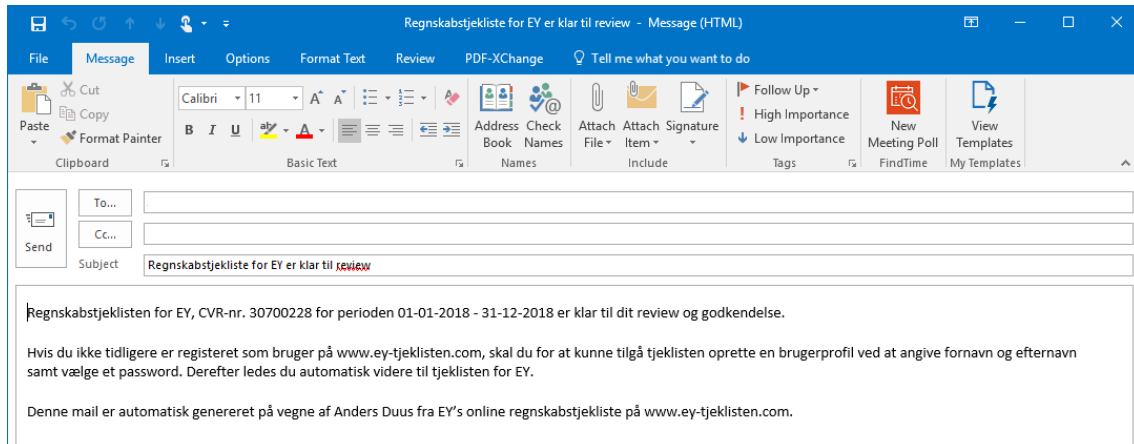 Regnskabstjekliste for EY er klar til review - Message (HTML)
File Message Insert Options Format Text Review PDF-XChange Tell me what you want to do
Paste
Cut
Copy
Format Painter
Clipboard
Calibri 11
B I U
Basic Text
Address Book
Check Names
Names
Attach File
Attach Item
Signature
Include
Follow Up
High Importance
Low Importance
Tags
New Meeting Poll
FindTime
View Templates
My Templates
Send
To...
Cc...
Subject Regnskabstjekliste for EY er klar til review
Regnskabstjeklisten for EY, CVR-nr. 30700228 for perioden 01-01-2018 - 31-12-2018 er klar til dit review og godkendelse.
Hvis du ikke tidligere er registeret som bruger på www.ey-tjeklisten.com, skal du for at kunne tilgå tjeklisten oprette en brugerprofil ved at angive fornavn og efternavn
samt vælge et password. Derefter ledes du automatisk videre til tjeklisten for EY.
Denne mail er automatisk genereret på vegne af Anders Duus fra EY's online regnskabstjekliste på www.ey-tjeklisten.com.